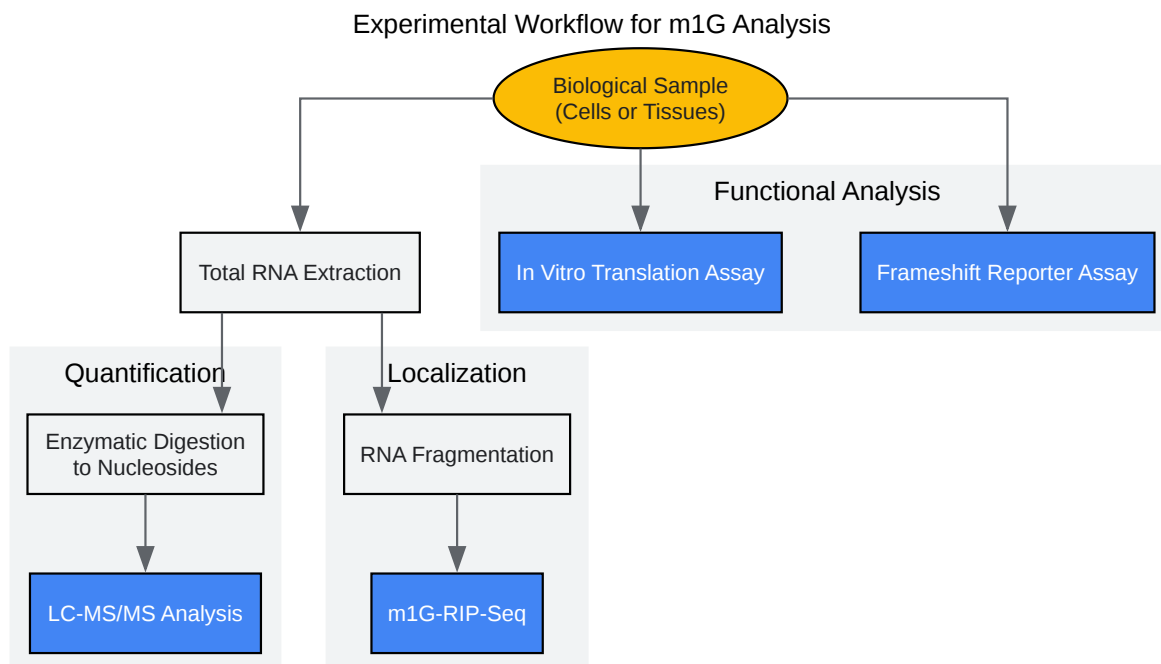 Experimental Workflow for m1G Analysis
Biological Sample
(Cells or Tissues)
Functional Analysis
Total RNA Extraction
In Vitro Translation Assay
Frameshift Reporter Assay
Quantification
Localization
Enzymatic Digestion
to Nucleosides
RNA Fragmentation
LC-MS/MS Analysis
m1G-RIP-Seq